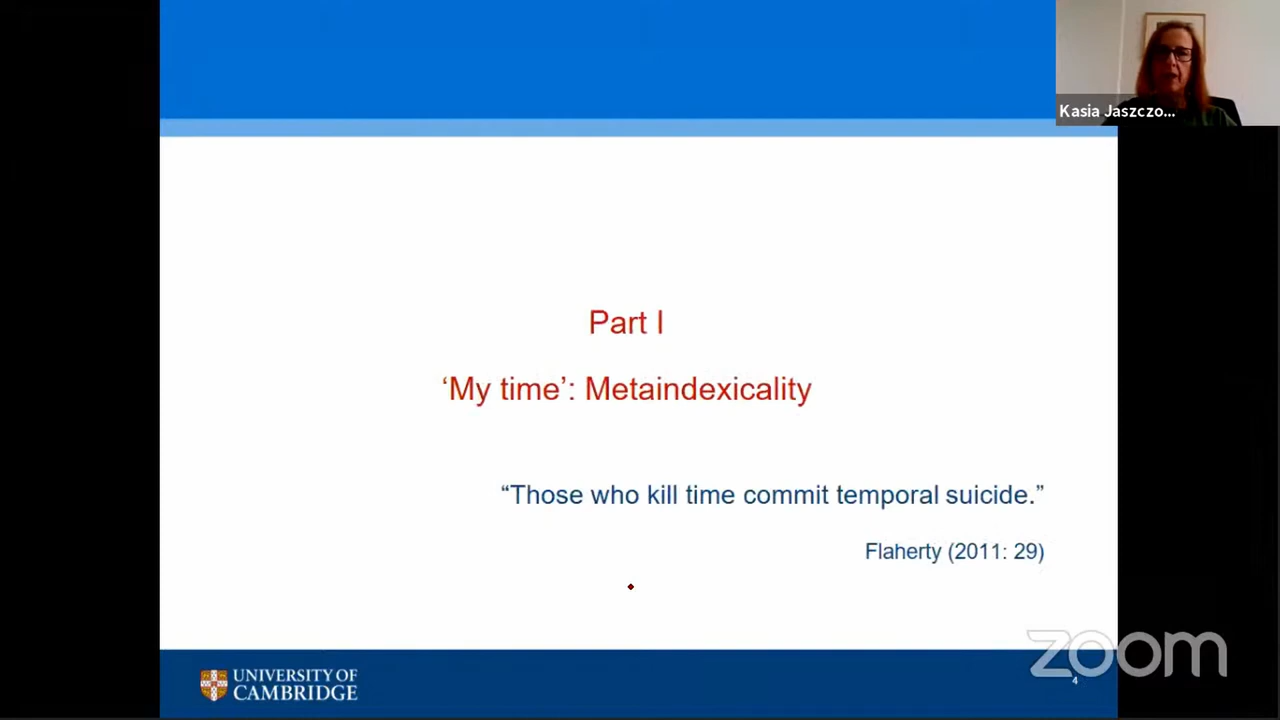 Kasia Jaszczo...
Part I
‘My time’: Metaindexicality
“Those who kill time commit temporal suicide.”
Flaherty (2011: 29)
UNIVERSITY OF
CAMBRIDGE
zoom
4